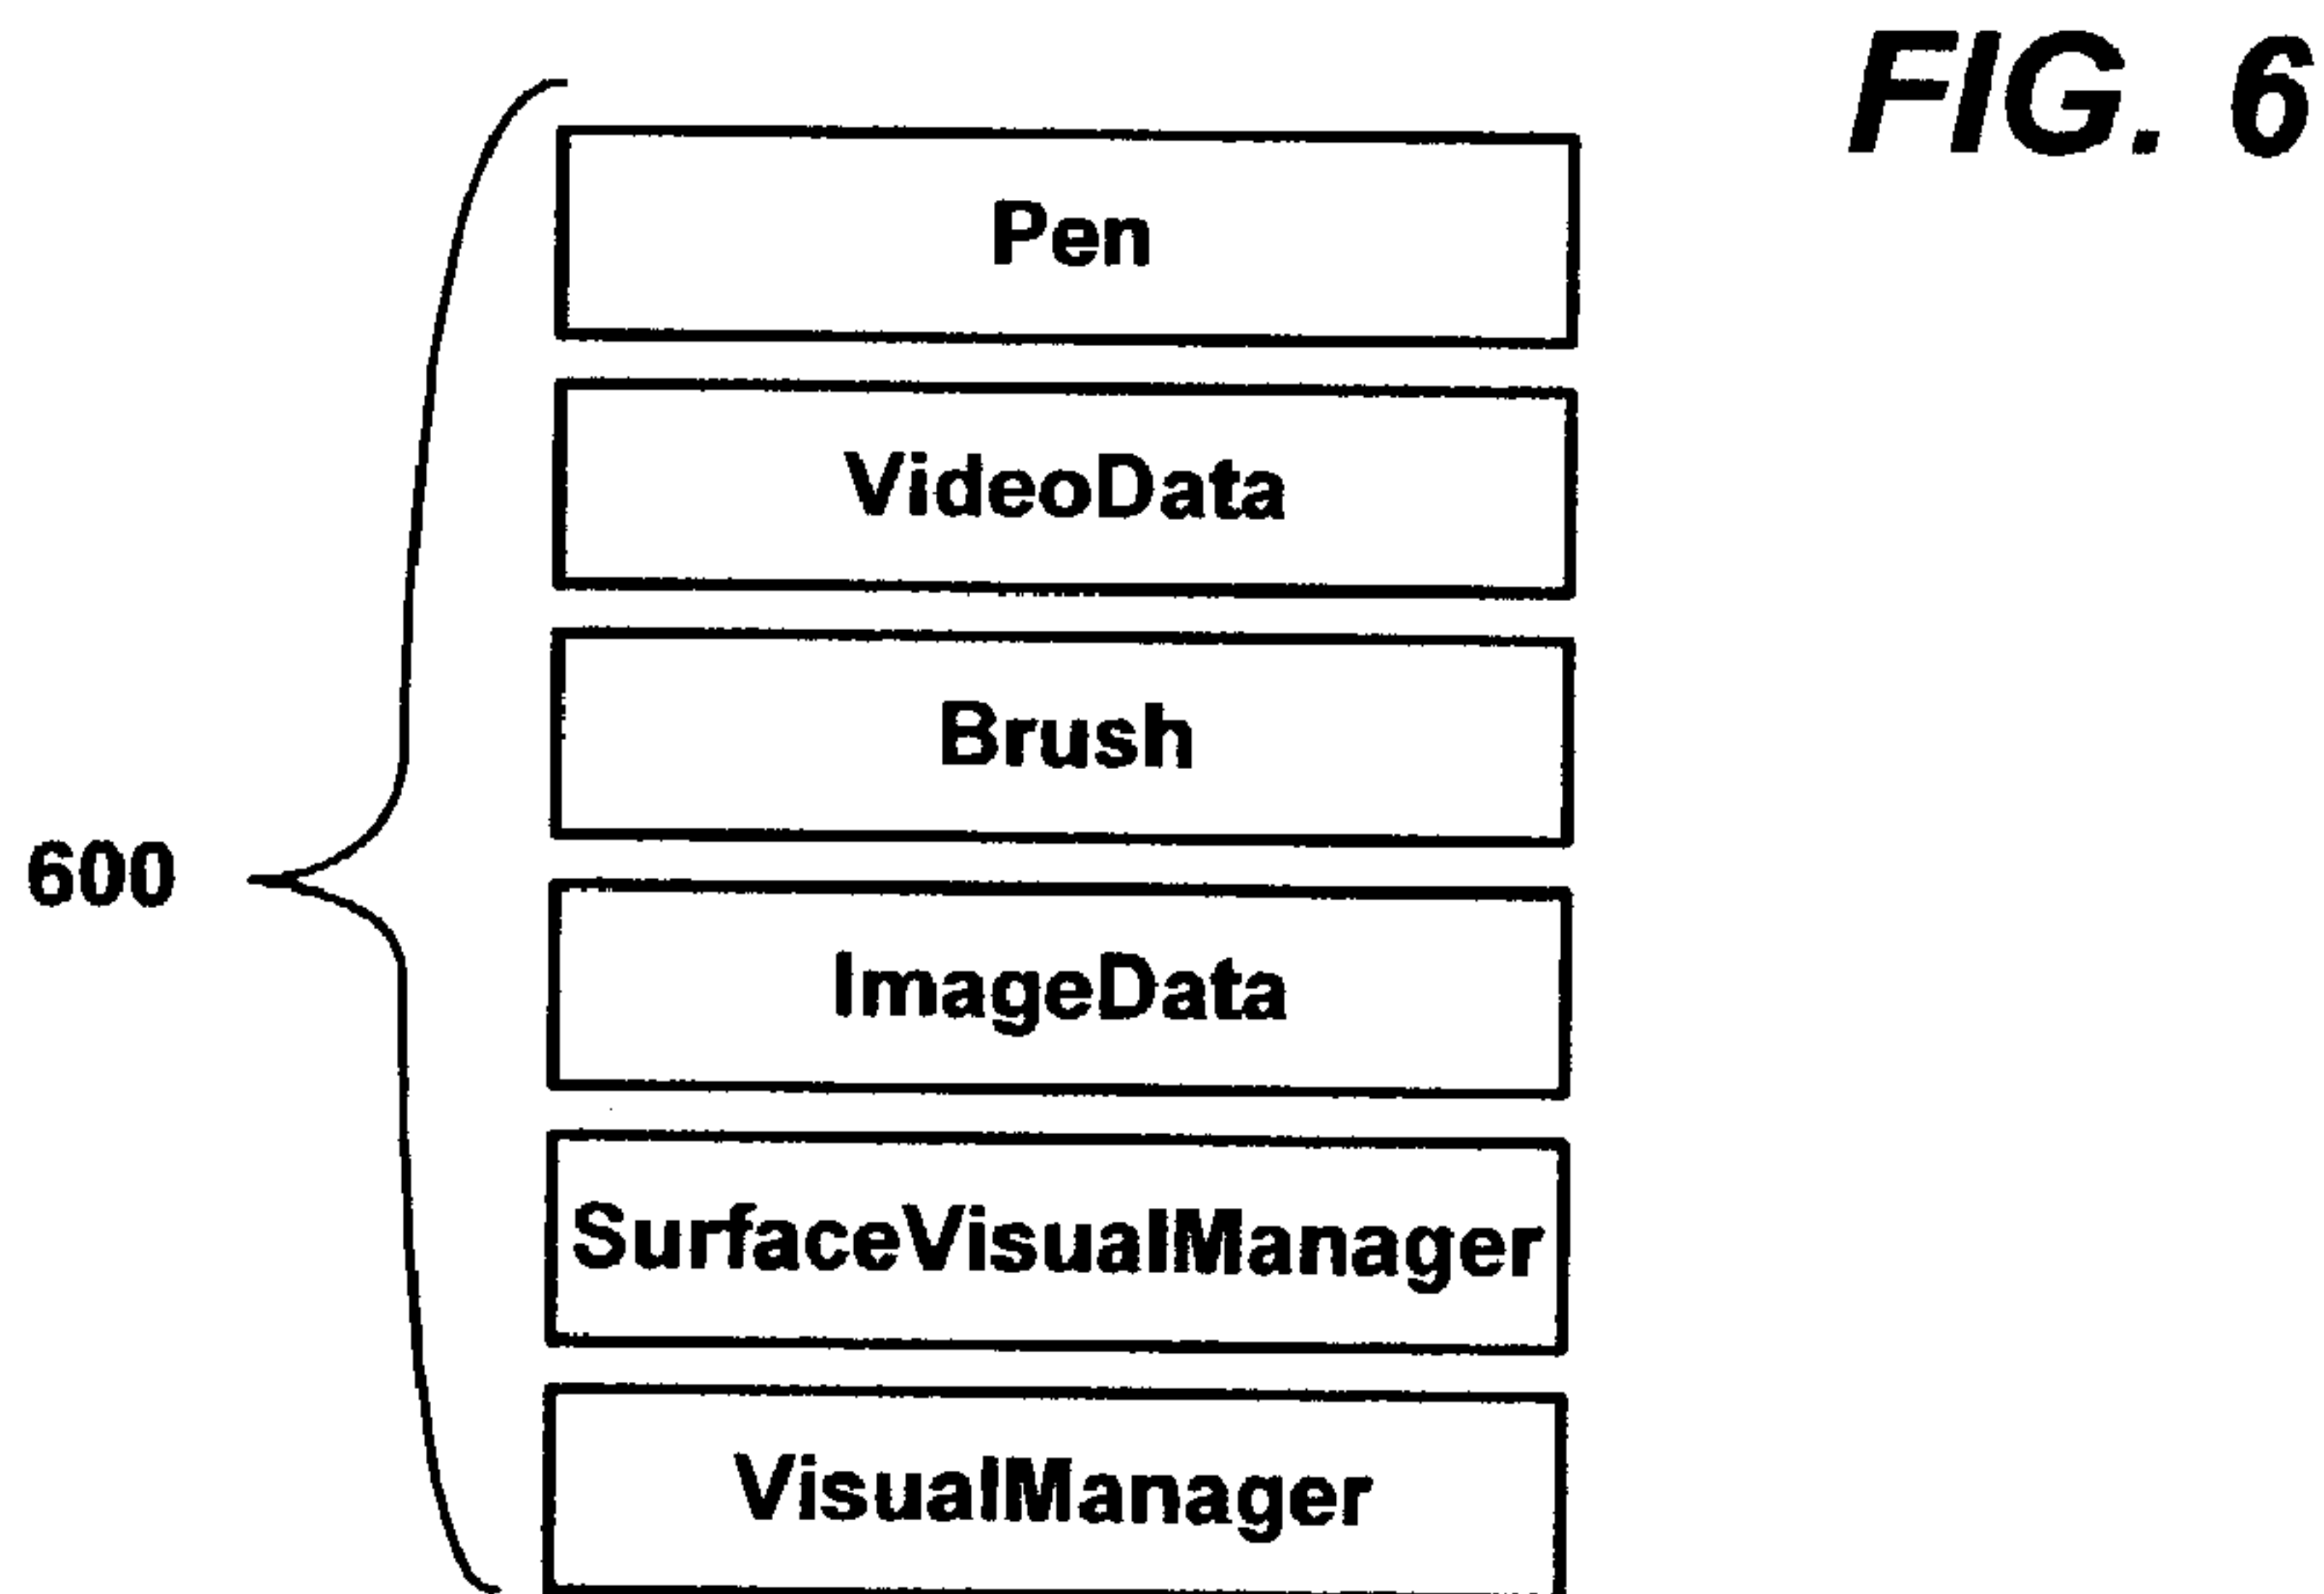 FIG. 6
Pen
VideoData
Brush
600
ImageData
SurfaceVisualManager
VisualManager